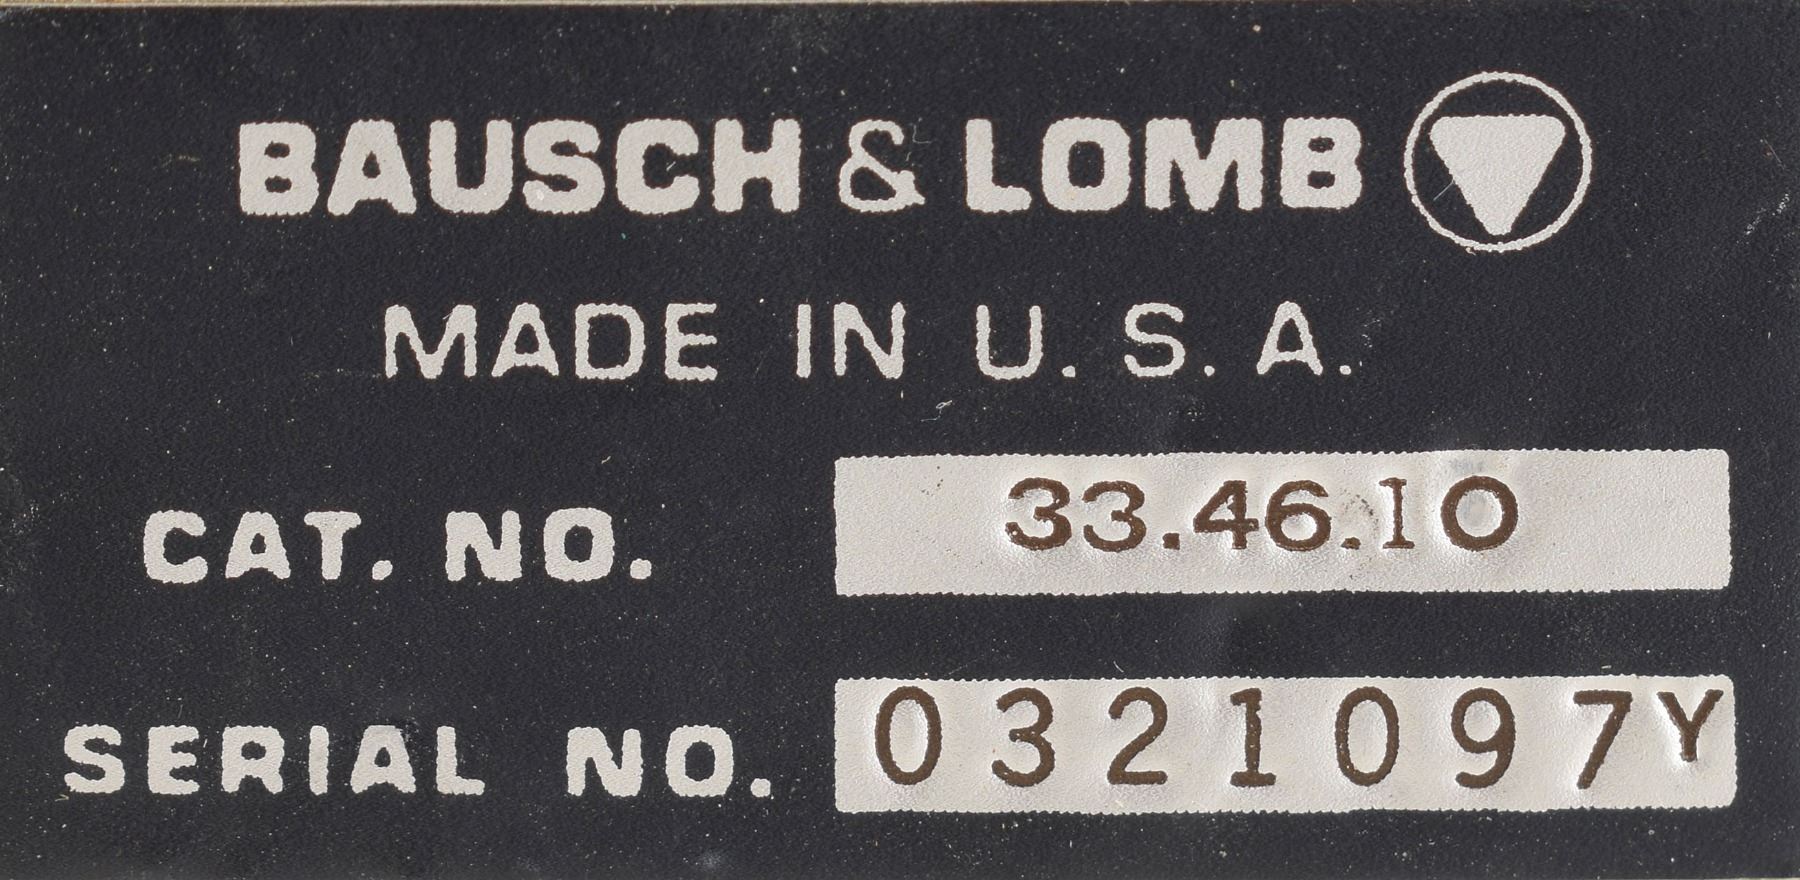 BAUSCH & LOMB
MADE IN U. S. A.
CAT. NO. 33.46.10
SERIAL NO. 0321097Y